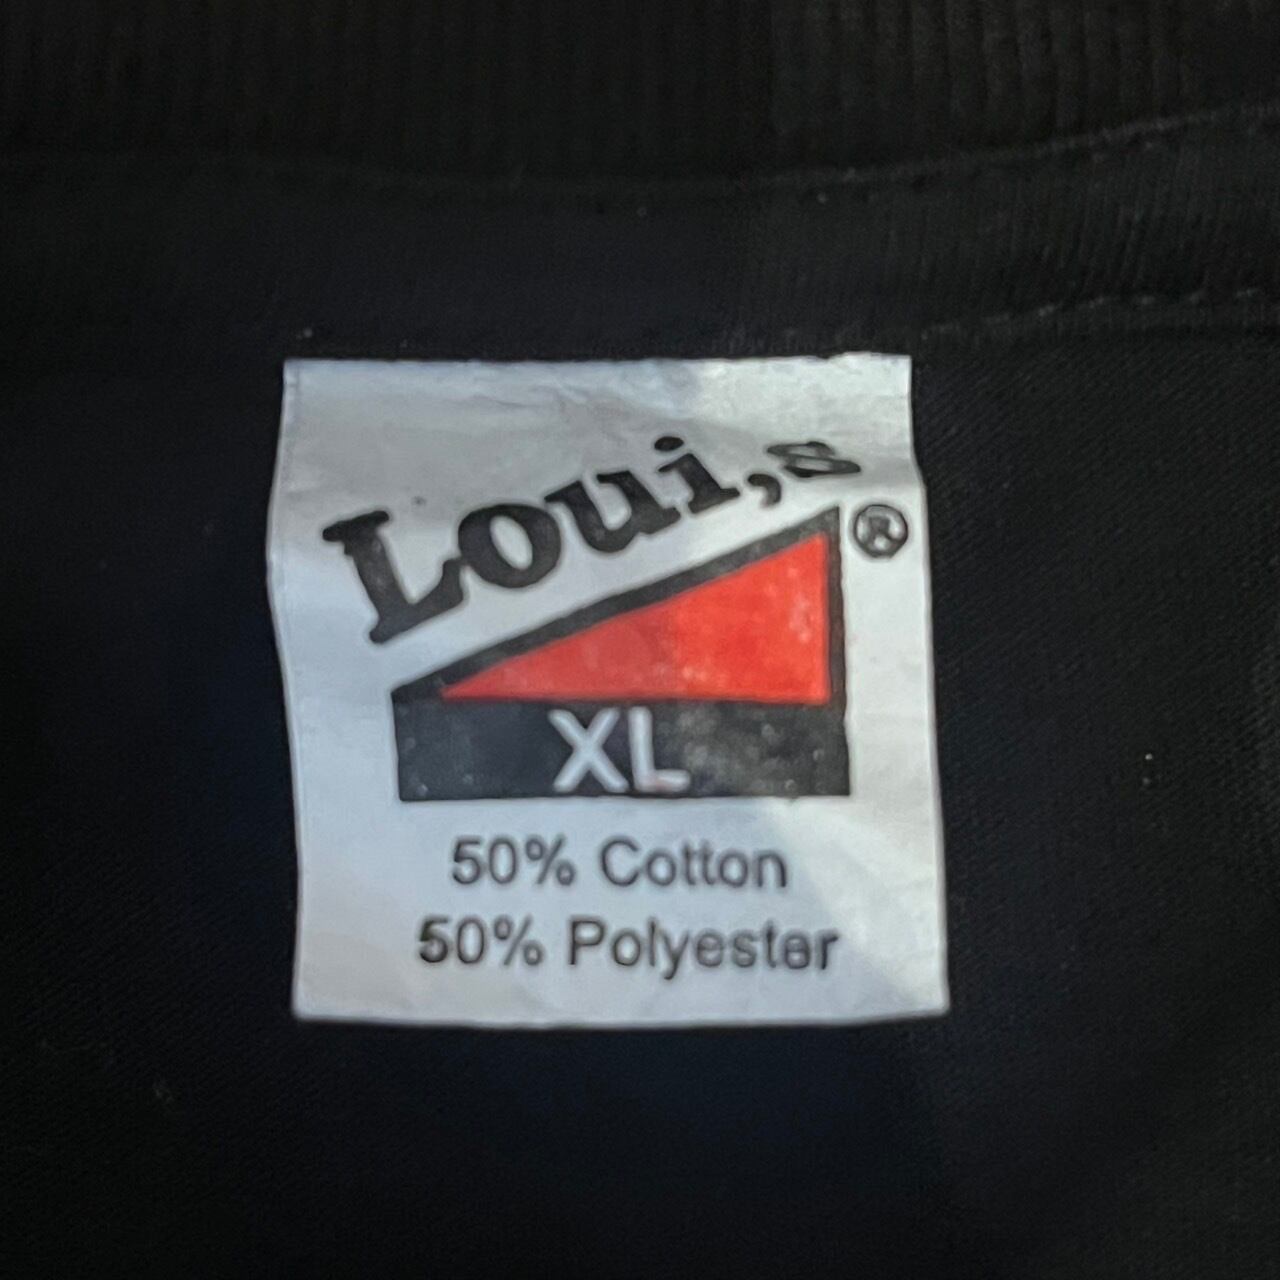 Loui,s
®
XL
50% Cotton
50% Polyester